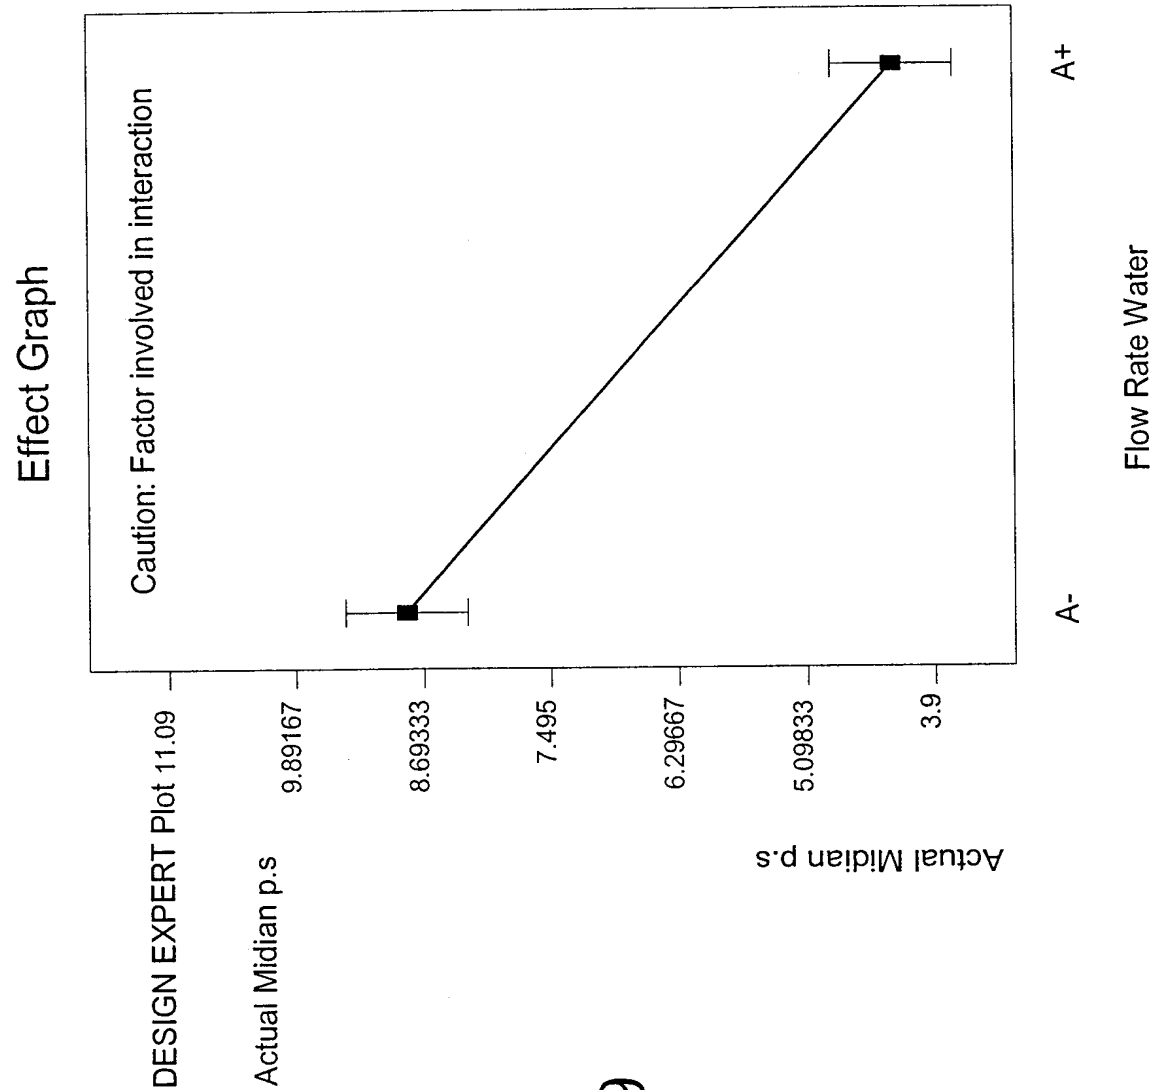 Effect Graph
DESIGN EXPERT Plot
Actual Midian p.s
Caution: Factor involved in interaction
11.09
9.89167
8.69333
7.495
6.29667
5.09833
3.9
Actual Midian p.s
A-
A+
Flow Rate Water
9